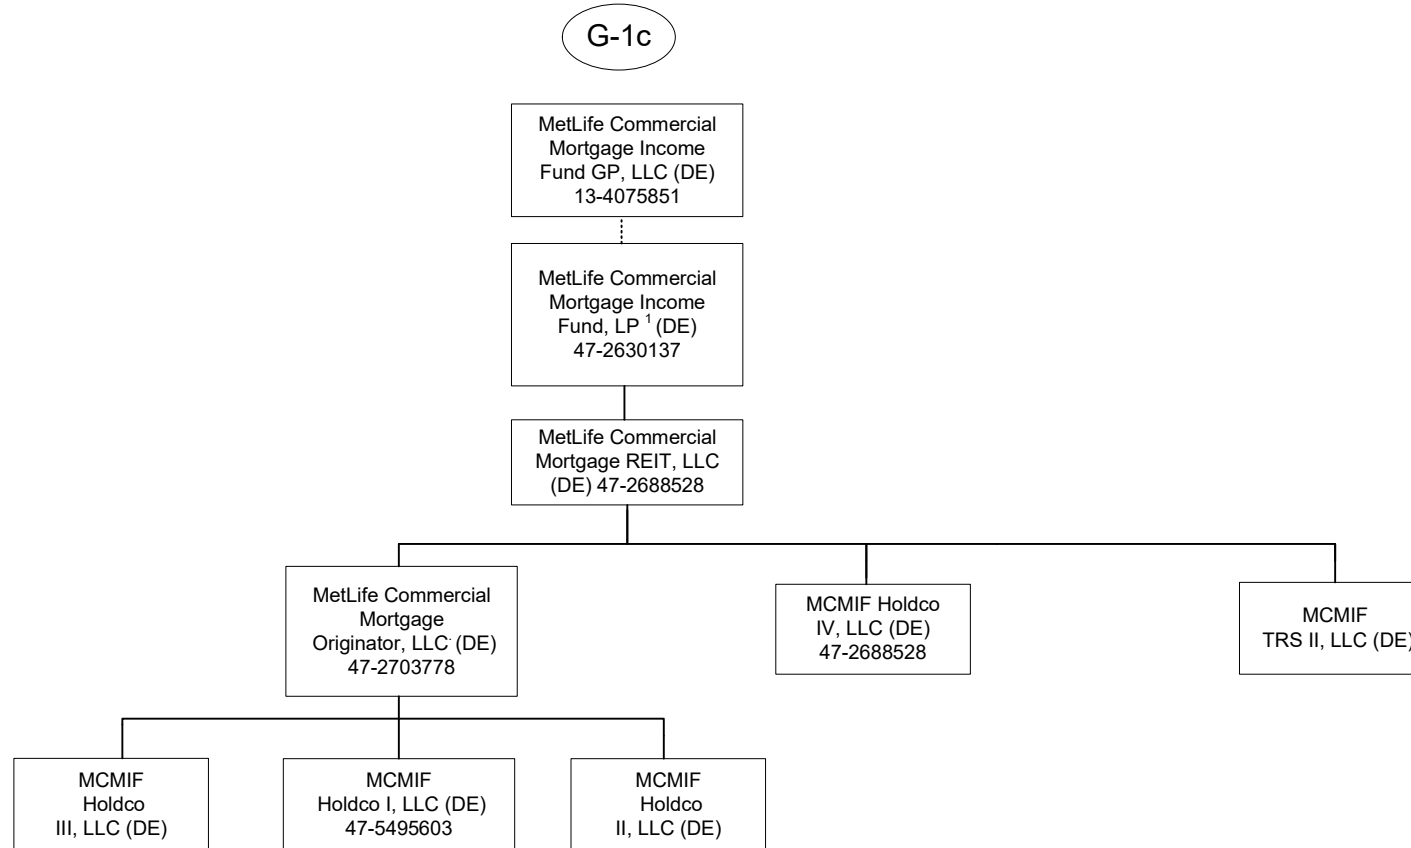 G-1c
MetLife Commercial
Mortgage Income
Fund GP, LLC (DE)
13-4075851
MetLife Commercial
Mortgage Income
Fund, LP ¹ (DE)
47-2630137
MetLife Commercial
Mortgage REIT, LLC
(DE) 47-2688528
MetLife Commercial
Mortgage
Originator, LLC. (DE)
47-2703778
MCMIF Holdco
IV, LLC (DE)
47-2688528
MCMIF
TRS II, LLC (DE)
MCMIF
Holdco
III, LLC (DE)
MCMIF
Holdco I, LLC (DE)
47-5495603
MCMIF
Holdco
II, LLC (DE)